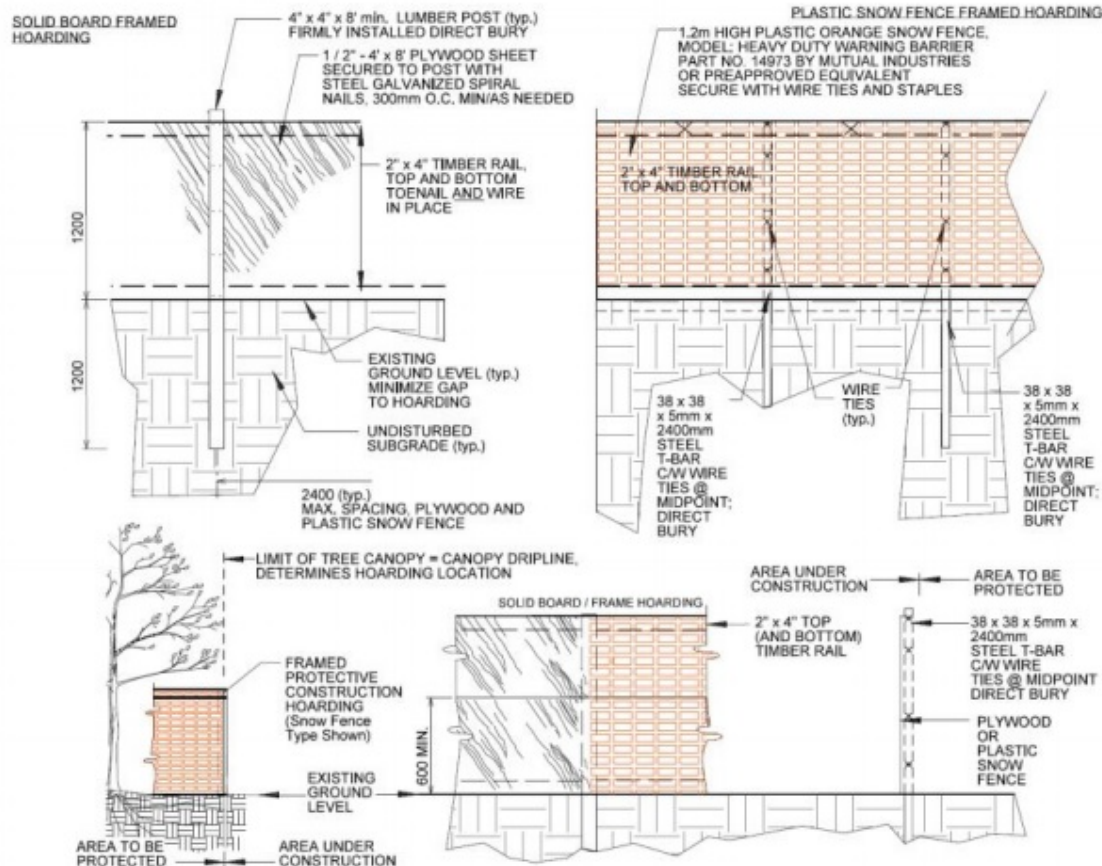 SOLID BOARD FRAMED
HOARDING
4" x 4" x 8' min. LUMBER POST (typ.)
FIRMLY INSTALLED DIRECT BURY
1 / 2" - 4' x 8' PLYWOOD SHEET
SECURED TO POST WITH
STEEL GALVANIZED SPIRAL
NAILS, 300mm O.C. MIN/AS NEEDED
2" x 4" TIMBER RAIL,
TOP AND BOTTOM
TOENAIL AND WIRE
IN PLACE
1200
1200
EXISTING
GROUND LEVEL (typ.)
MINIMIZE GAP
TO HOARDING
UNDISTURBED
SUBGRADE (typ.)
2400 (typ.)
MAX. SPACING, PLYWOOD AND
PLASTIC SNOW FENCE
PLASTIC SNOW FENCE FRAMED HOARDING
1.2m HIGH PLASTIC ORANGE SNOW FENCE,
MODEL: HEAVY DUTY WARNING BARRIER
PART NO. 14973 BY MUTUAL INDUSTRIES
OR PREAPPROVED EQUIVALENT
SECURE WITH WIRE TIES AND STAPLES
2" x 4" TIMBER RAIL,
TOP AND BOTTOM
38 x 38
x 5mm x
2400mm
STEEL
T-BAR
C/W WIRE
TIES @
MIDPOINT;
DIRECT
BURY
WIRE
TIES
(typ.)
38 x 38
x 5mm x
2400mm
STEEL
T-BAR
C/W WIRE
TIES @
MIDPOINT;
DIRECT
BURY
LIMIT OF TREE CANOPY = CANOPY DRIPLINE,
DETERMINES HOARDING LOCATION
FRAMED
PROTECTIVE
CONSTRUCTION
HOARDING
(Snow Fence
Type Shown)
EXISTING
GROUND
LEVEL
AREA TO BE
PROTECTED
AREA UNDER
CONSTRUCTION
SOLID BOARD / FRAME HOARDING
2" x 4" TOP
(AND BOTTOM)
TIMBER RAIL
600 MIN.
AREA UNDER
CONSTRUCTION
AREA TO BE
PROTECTED
38 x 38 x 5mm x
2400mm
STEEL T-BAR
C/W WIRE
TIES @ MIDPOINT
DIRECT BURY
PLYWOOD
OR
PLASTIC
SNOW
FENCE